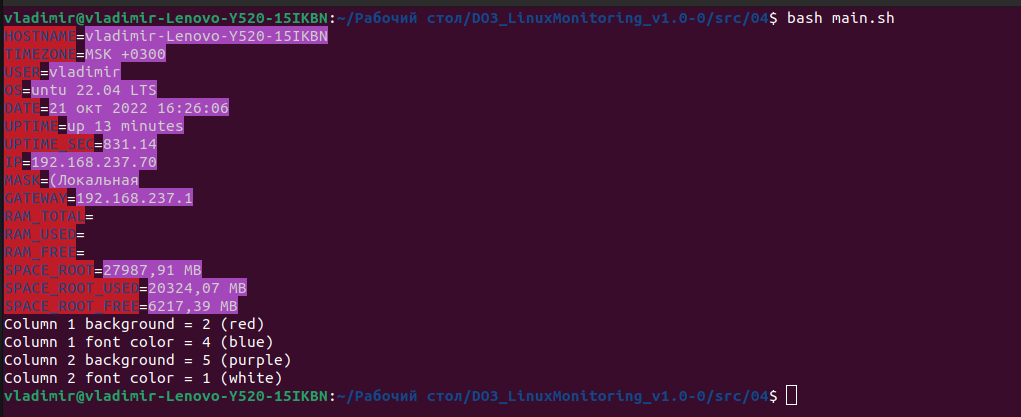 vladimir@vladimir-Lenovo-Y520-15IKBN:~/Рабочий стол/DO3_LinuxMonitoring_v1.0-0/src/04$ bash main.sh
HOSTNAME=vladimir-Lenovo-Y520-15IKBN
TIMEZONE=MSK +0300
USER=vladimir
OS=untu 22.04 LTS
DATE=21 окт 2022 16:26:06
UPTIME=up 13 minutes
UPTIME_SEC=831.14
IP=192.168.237.70
MASK=(Локальная
GATEWAY=192.168.237.1
RAM_TOTAL=
RAM_USED=
RAM_FREE=
SPACE_ROOT=27987,91 MB
SPACE_ROOT_USED=20324,07 MB
SPACE_ROOT_FREE=6217,39 MB
Column 1 background = 2 (red)
Column 1 font color = 4 (blue)
Column 2 background = 5 (purple)
Column 2 font color = 1 (white)
vladimir@vladimir-Lenovo-Y520-15IKBN:~/Рабочий стол/DO3_LinuxMonitoring_v1.0-0/src/04$